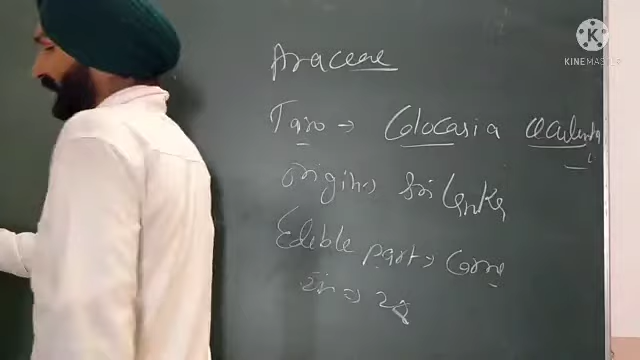 Araceae
Taro → Colocasia esculenta
origin → Sri Lanka
Edible part → Corm
2n => 28
K
KINEMASTER